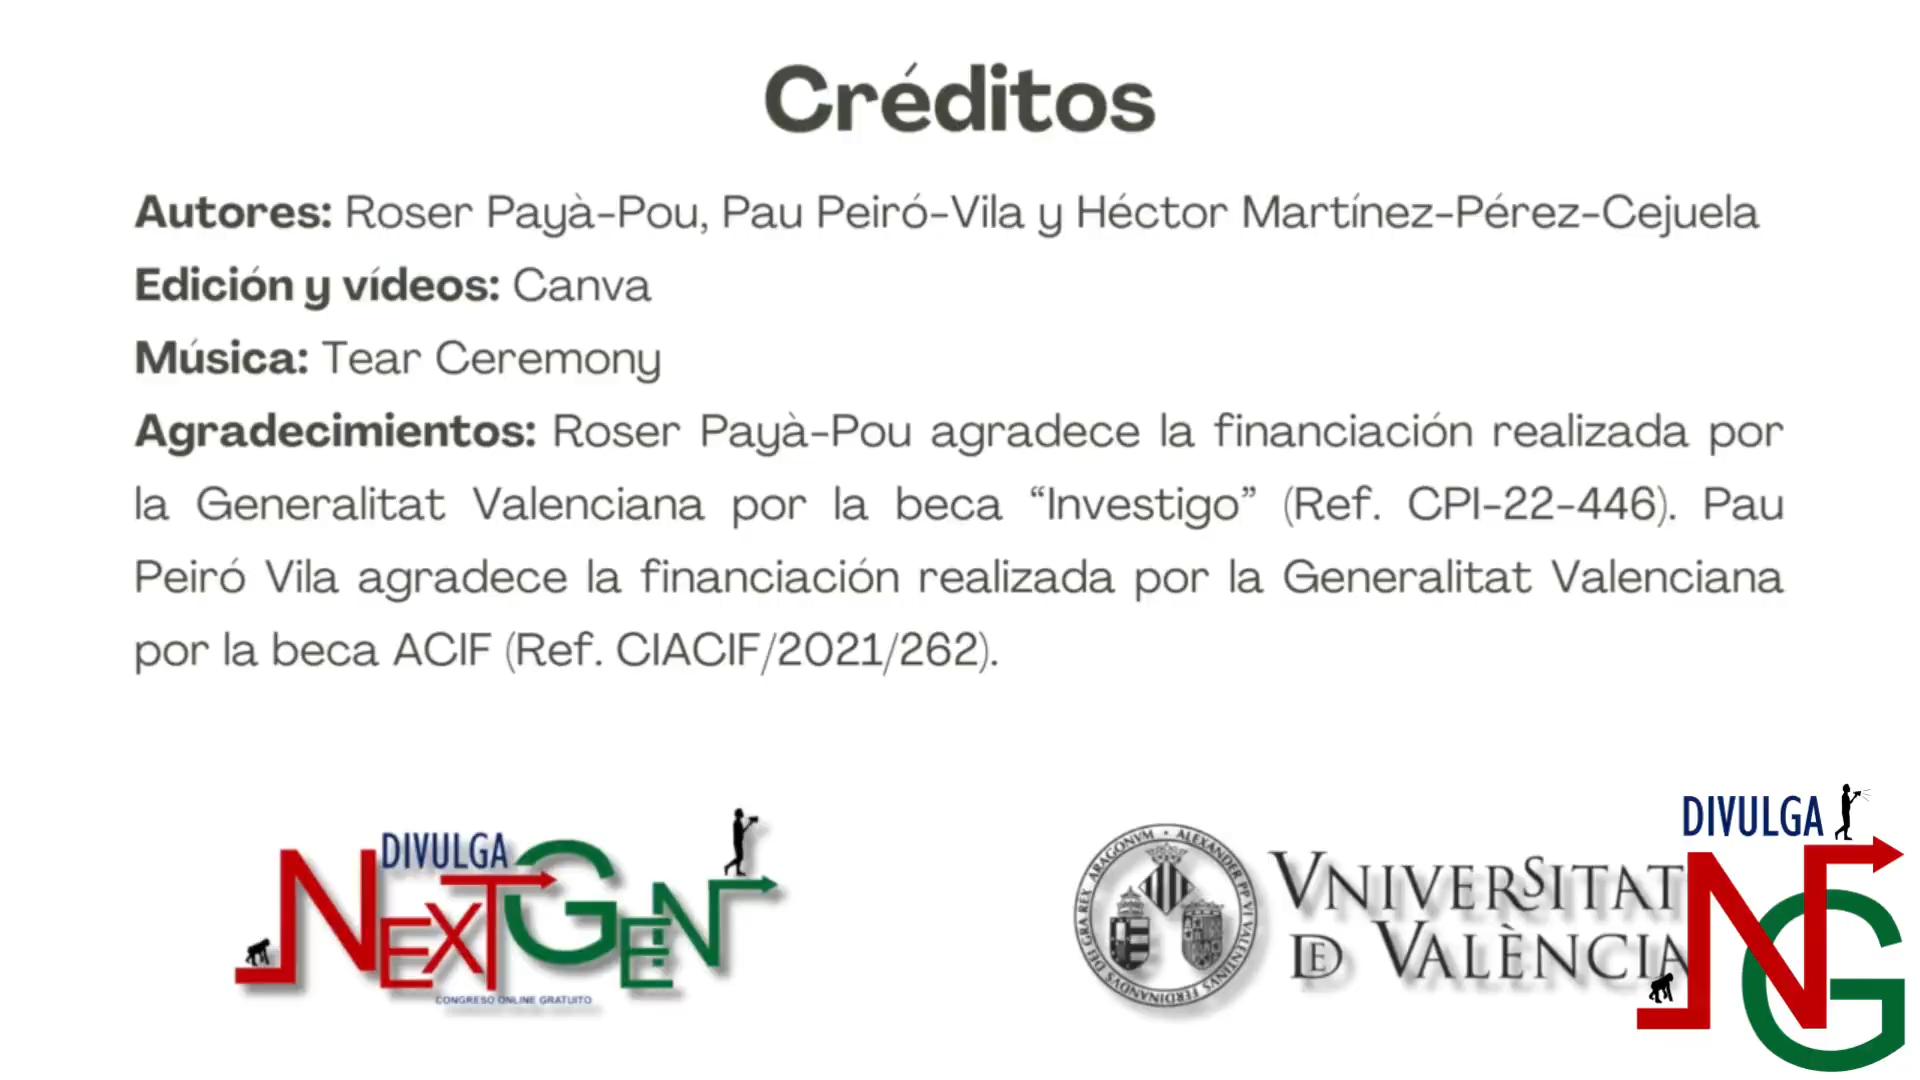 Créditos
Autores: Roser Payà-Pou, Pau Peiró-Vila y Héctor Martínez-Pérez-Cejuela
Edición y vídeos: Canva
Música: Tear Ceremony
Agradecimientos: Roser Payà-Pou agradece la financiación realizada por
la Generalitat Valenciana por la beca “Investigo” (Ref. CPI-22-446). Pau
Peiró Vila agradece la financiación realizada por la Generalitat Valenciana
por la beca ACIF (Ref. CIACIF/2021/262).
DIVULGA
NEXTGEN
CONGRESO ONLINE GRATUITO
VNIVERSITAT
DE VALÈNCIA
DIVULGA
NG